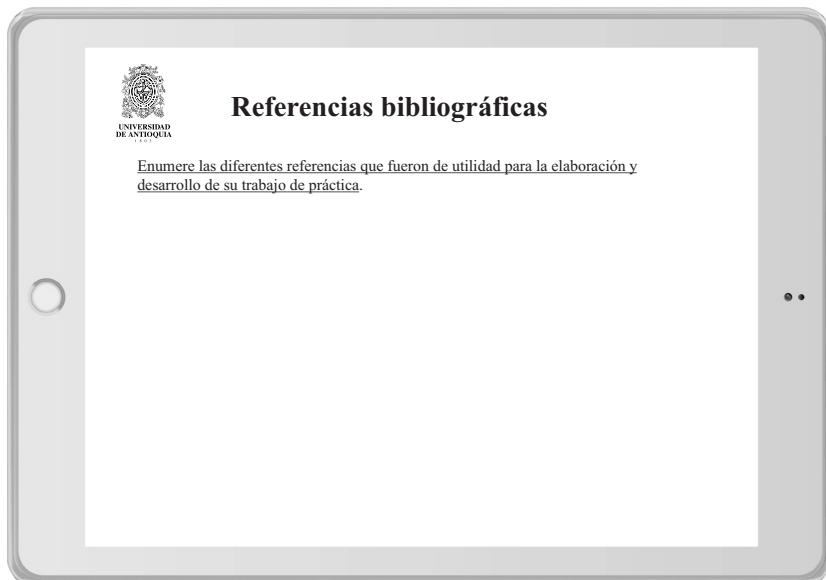 UNIVERSIDAD
DE ANTIOQUIA
1803
Referencias bibliográficas
Enumere las diferentes referencias que fueron de utilidad para la elaboración y
desarrollo de su trabajo de práctica.